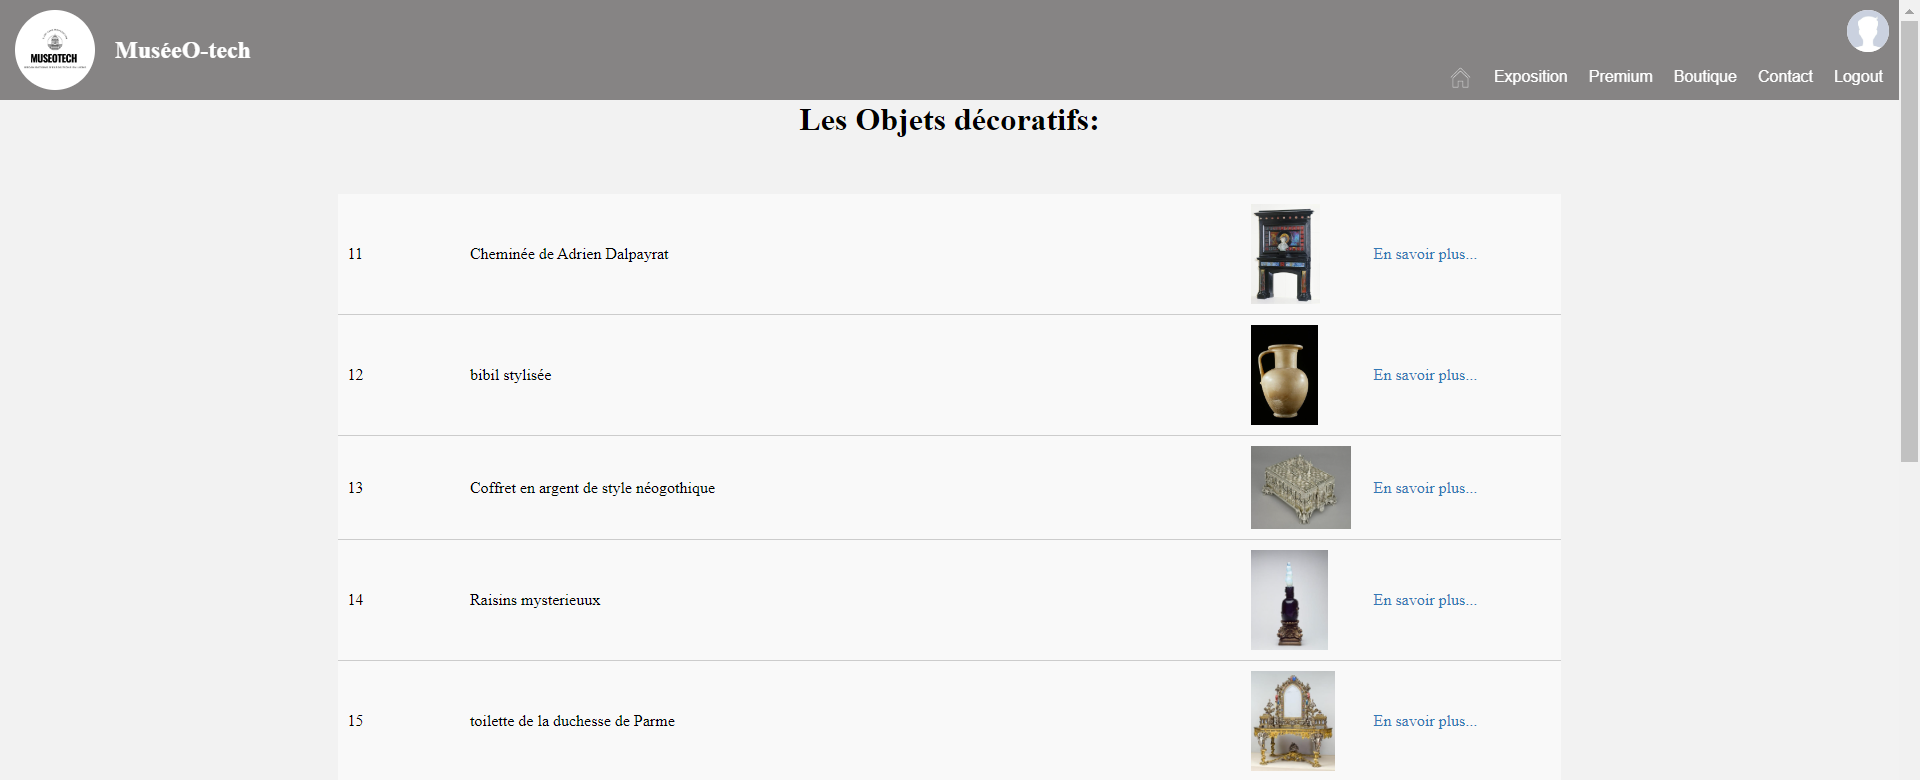 MUSEOTECH
MuséeO-tech
Exposition Premium Boutique Contact Logout
Les Objets décoratifs:
11 Cheminée de Adrien Dalpayrat En savoir plus...
12 bibil stylisée En savoir plus...
13 Coffret en argent de style néogothique En savoir plus...
14 Raisins mysterieuux En savoir plus...
15 toilette de la duchesse de Parme En savoir plus...